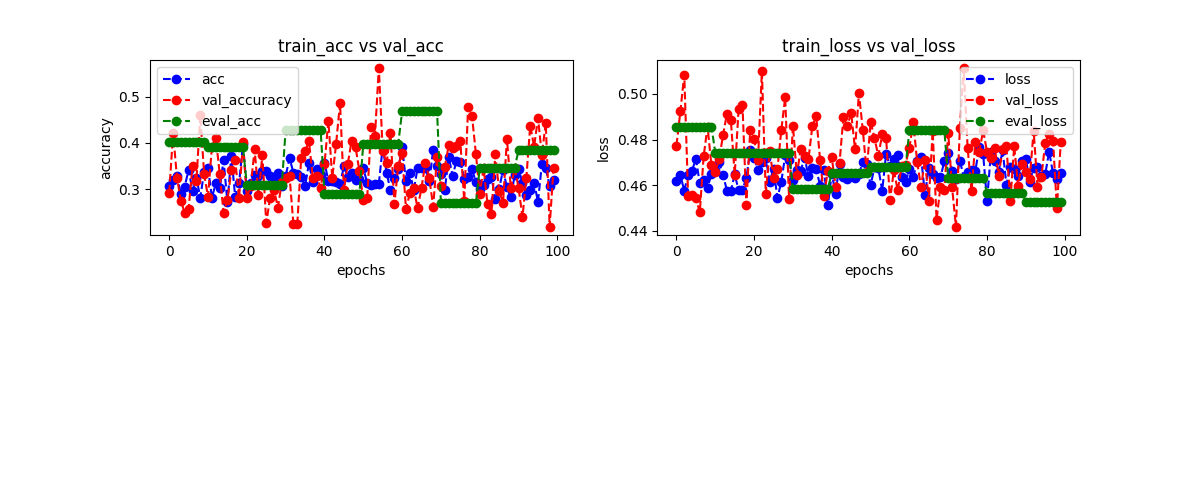 train_acc vs val_acc
acc
val_accuracy
eval_acc
accuracy
0.5
0.4
0.3
0 20 40 60 80 100
epochs
train_loss vs val_loss
loss
val_loss
eval_loss
loss
0.50
0.48
0.46
0.44
0 20 40 60 80 100
epochs